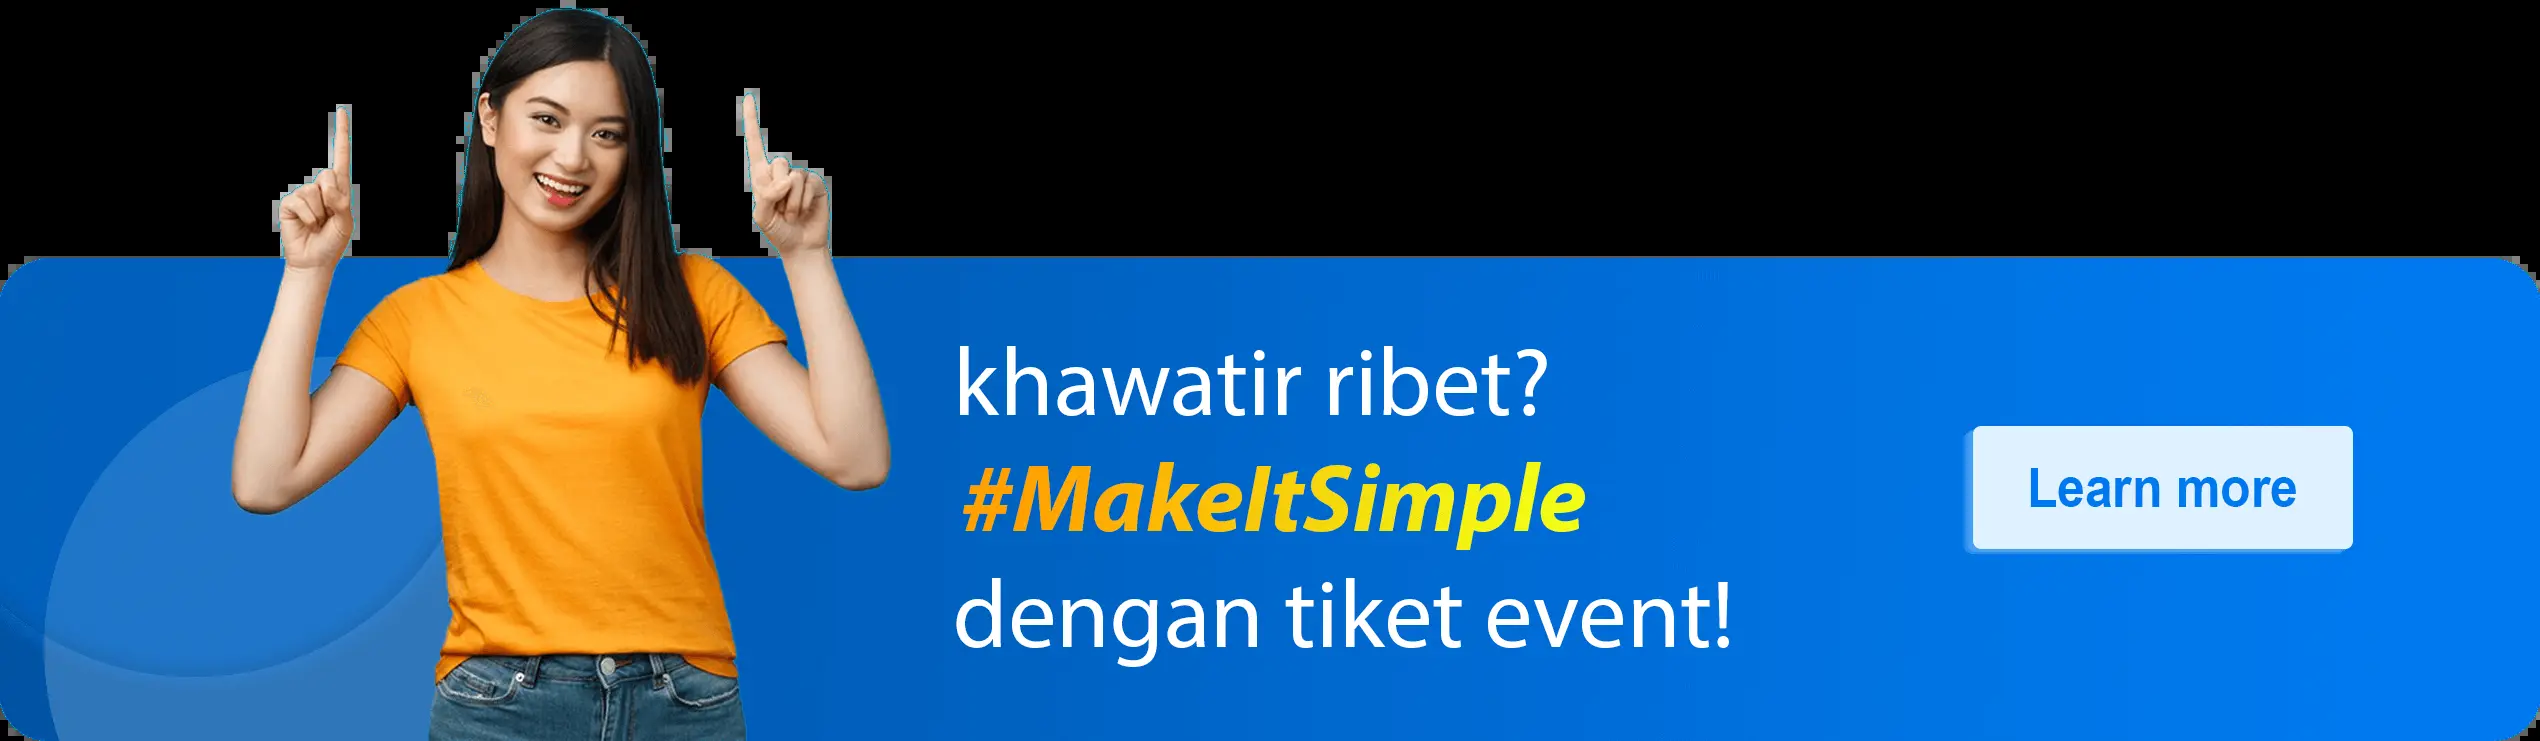 khawatir ribet?
#MakeItSimple
dengan tiket event!
Learn more